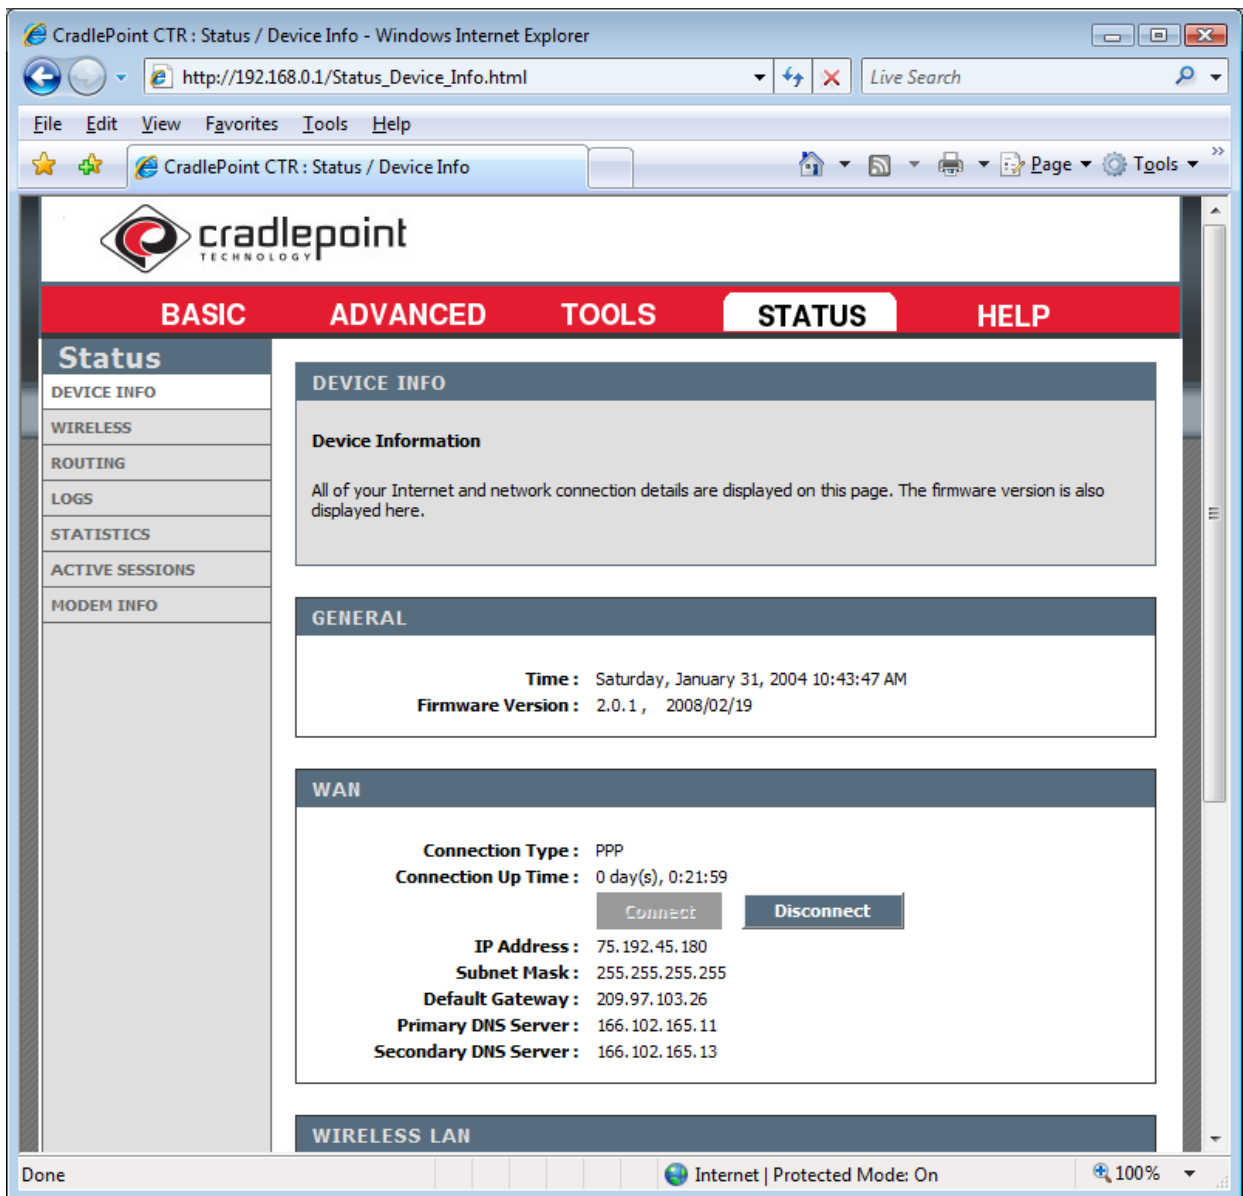 CradlePoint CTR : Status / Device Info - Windows Internet Explorer
http://192.168.0.1/Status_Device_Info.html
Live Search
File Edit View Favorites Tools Help
CradlePoint CTR : Status / Device Info
Page Tools
cradlepoint
TECHNOLOGY
BASIC ADVANCED TOOLS STATUS HELP
Status
DEVICE INFO
WIRELESS
ROUTING
LOGS
STATISTICS
ACTIVE SESSIONS
MODEM INFO
DEVICE INFO
Device Information
All of your Internet and network connection details are displayed on this page. The firmware version is also
displayed here.
GENERAL
Time : Saturday, January 31, 2004 10:43:47 AM
Firmware Version : 2.0.1 , 2008/02/19
WAN
Connection Type : PPP
Connection Up Time : 0 day(s), 0:21:59
Connect Disconnect
IP Address : 75.192.45.180
Subnet Mask : 255.255.255.255
Default Gateway : 209.97.103.26
Primary DNS Server : 166.102.165.11
Secondary DNS Server : 166.102.165.13
WIRELESS LAN
Done
Internet | Protected Mode: On
100%